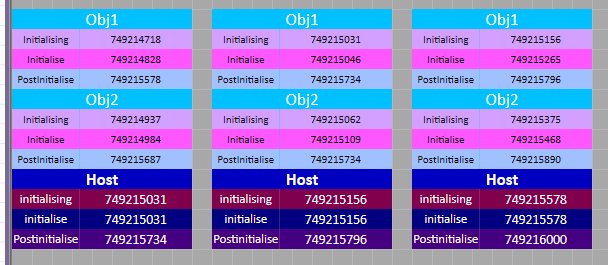 Obj1 Obj1 Obj1
Initialising 749214718 Initialising 749215031 Initialising 749215156
Initialise 749214828 Initialise 749215046 Initialise 749215265
PostInitialise 749215578 PostInitialise 749215734 PostInitialise 749215796
Obj2 Obj2 Obj2
Initialising 749214937 Initialising 749215062 Initialising 749215375
Initialise 749214984 Initialise 749215109 Initialise 749215468
PostInitialise 749215687 PostInitialise 749215734 PostInitialise 749215890
Host Host Host
initialising 749215031 initialising 749215156 initialising 749215578
initialise 749215031 initialise 749215156 initialise 749215578
Postinitialise 749215734 Postinitialise 749215796 Postinitialise 749216000